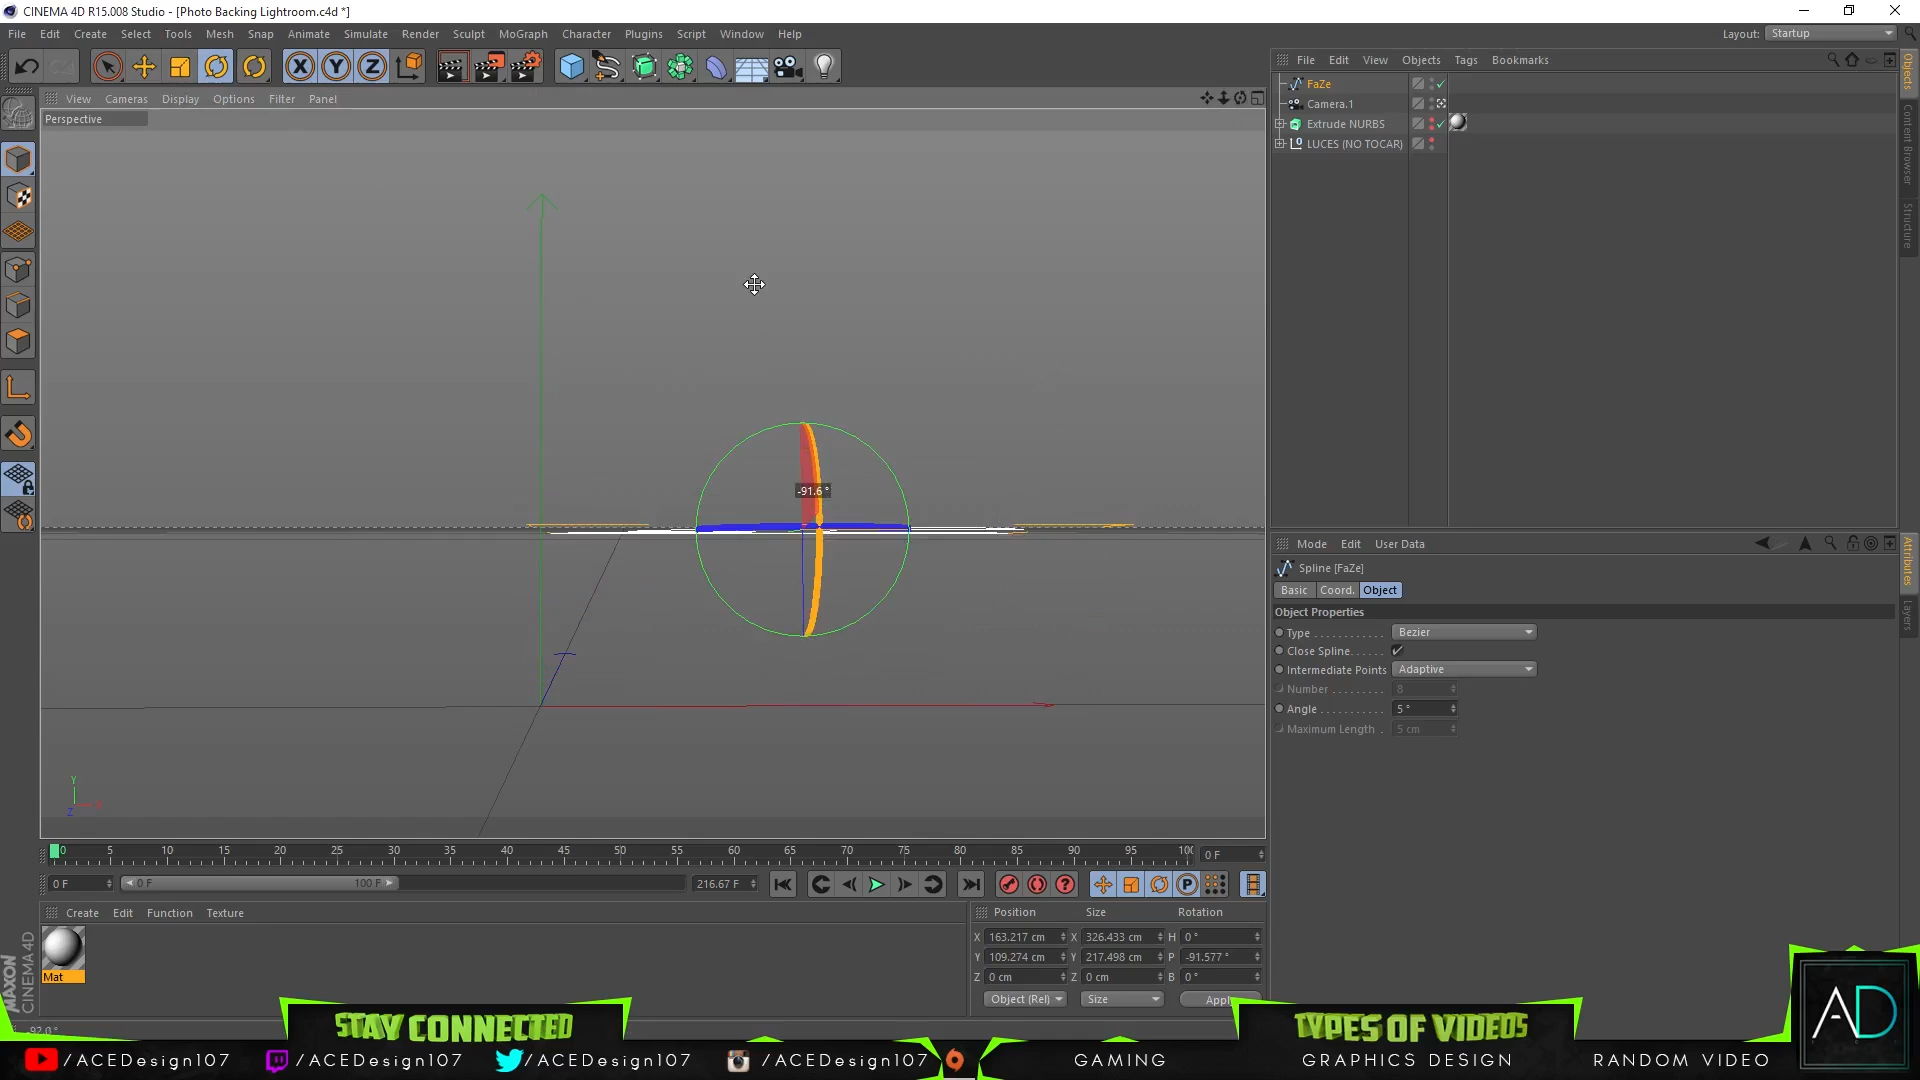 CINEMA 4D R15.008 Studio - [Photo Backing Lightroom.c4d *]
File Edit Create Select Tools Mesh Snap Animate Simulate Render Sculpt MoGraph Character Plugins Script Window Help
Layout: Startup
View Cameras Display Options Filter Panel
Perspective
-91.6 °
Y
X
Z
File Edit View Objects Tags Bookmarks
FaZe
Camera.1
Extrude NURBS
LUCES (NO TOCAR)
Objects
Content Browser
Structure
Mode Edit User Data
Spline [FaZe]
Basic Coord. Object
Object Properties
Type Bezier
Close Spline
Intermediate Points Adaptive
Number 8
Angle 5 °
Maximum Length 5 cm
Attributes
Layers
0 5 10 15 20 25 30 35 40 45 50 55 60 65 70 75 80 85 90 95 100
0 F
0 F 0 F 100 F 216.67 F
Create Edit Function Texture
Mat
MAXON CINEMA 4D
Position Size Rotation
X 163.217 cm X 326.433 cm H 0 °
Y 109.274 cm Y 217.498 cm P -91.577 °
Z 0 cm Z 0 cm B 0 °
Object (Rel) Size Apply
-92.0 °
STAY CONNECTED
TYPES OF VIDEOS
/ACEDesign107 /ACEDesign107 /ACEDesign107 /ACEDesign107
GAMING GRAPHICS DESIGN RANDOM VIDEO
AD